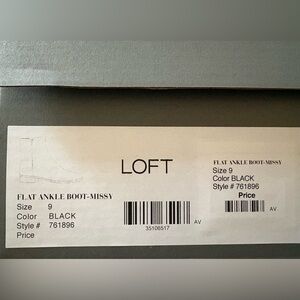 LOFT
FLAT ANKLE BOOT-MISSY
Size 9
Color BLACK
Style # 761896
Price
35108517
AV
FLAT ANKLE BOOT-MISSY
Size 9
Color BLACK
Style # 761896
Price
AV